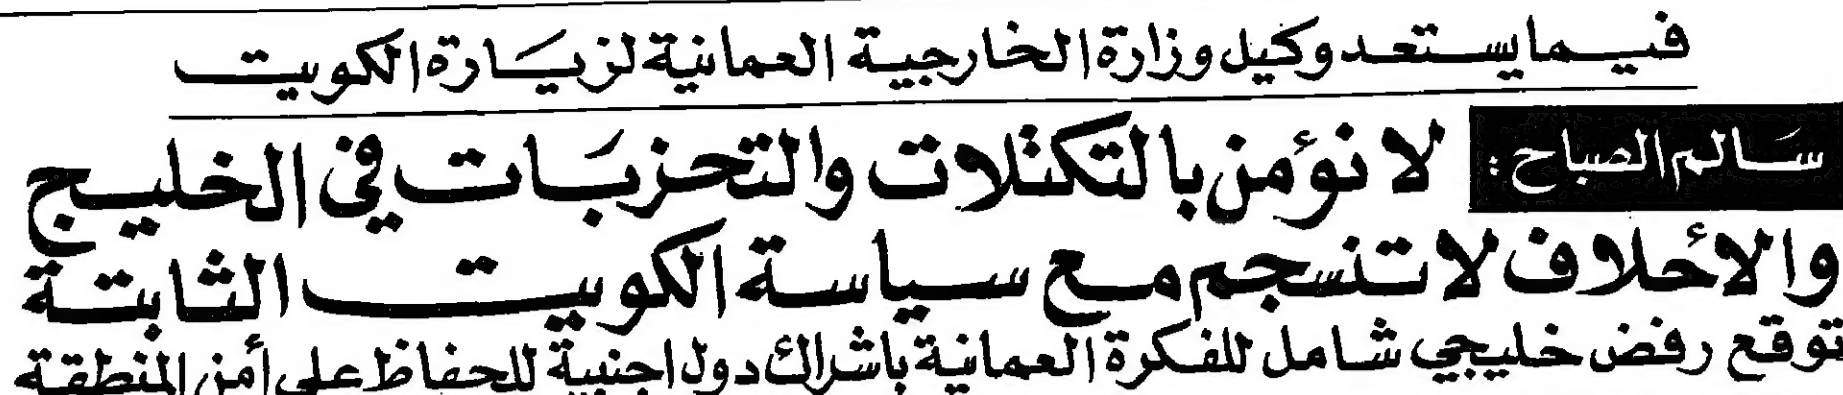 فيما يستعد وكيل وزارة الخارجية العمانية لزيارة الكويت
سالم الصباح: لا نؤمن بالتكتلات والتحزبات في الخليج
والأحلاف لا تنسجم مع سياسة الكويت الثابتة
توقع رفض خليجي شامل للفكرة العمانية باشراك دول اجنبية للحفاظ على أمن المنطقة